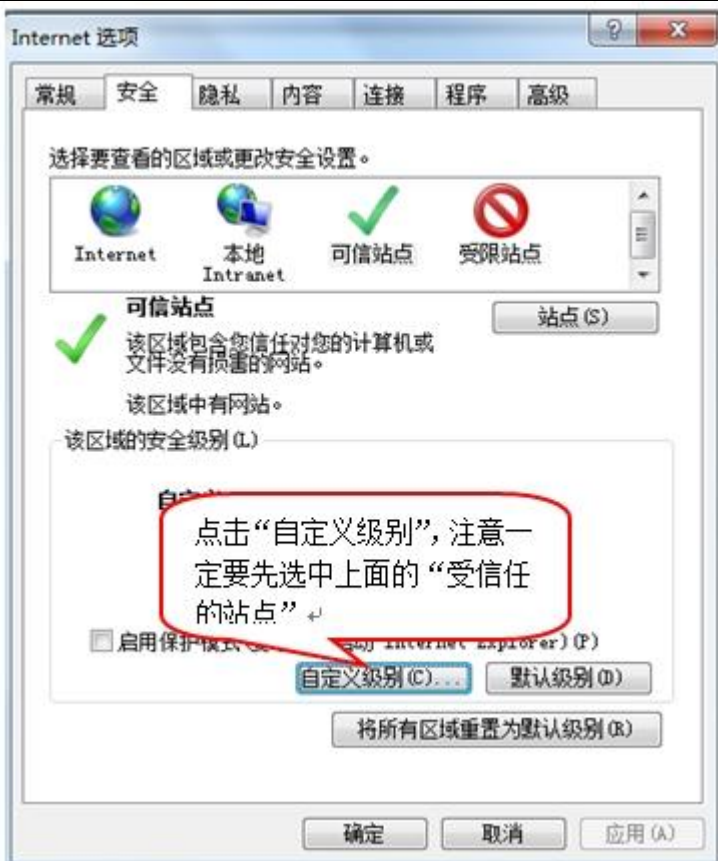 Internet 选项
常规 安全 隐私 内容 连接 程序 高级
选择要查看的区域或更改安全设置。
Internet 本地 可信站点 受限站点
Intranet
可信站点
站点(S)
该区域包含您信任对您的计算机或
文件没有损害的网站。
该区域中有网站。
该区域的安全级别(L)
点击“自定义级别”，注意一
定要先选中上面的“受信任
的站点”
启用保护模式 Internet Explorer)(P)
自定义级别(C)... 默认级别(D)
将所有区域重置为默认级别(R)
确定 取消 应用(A)